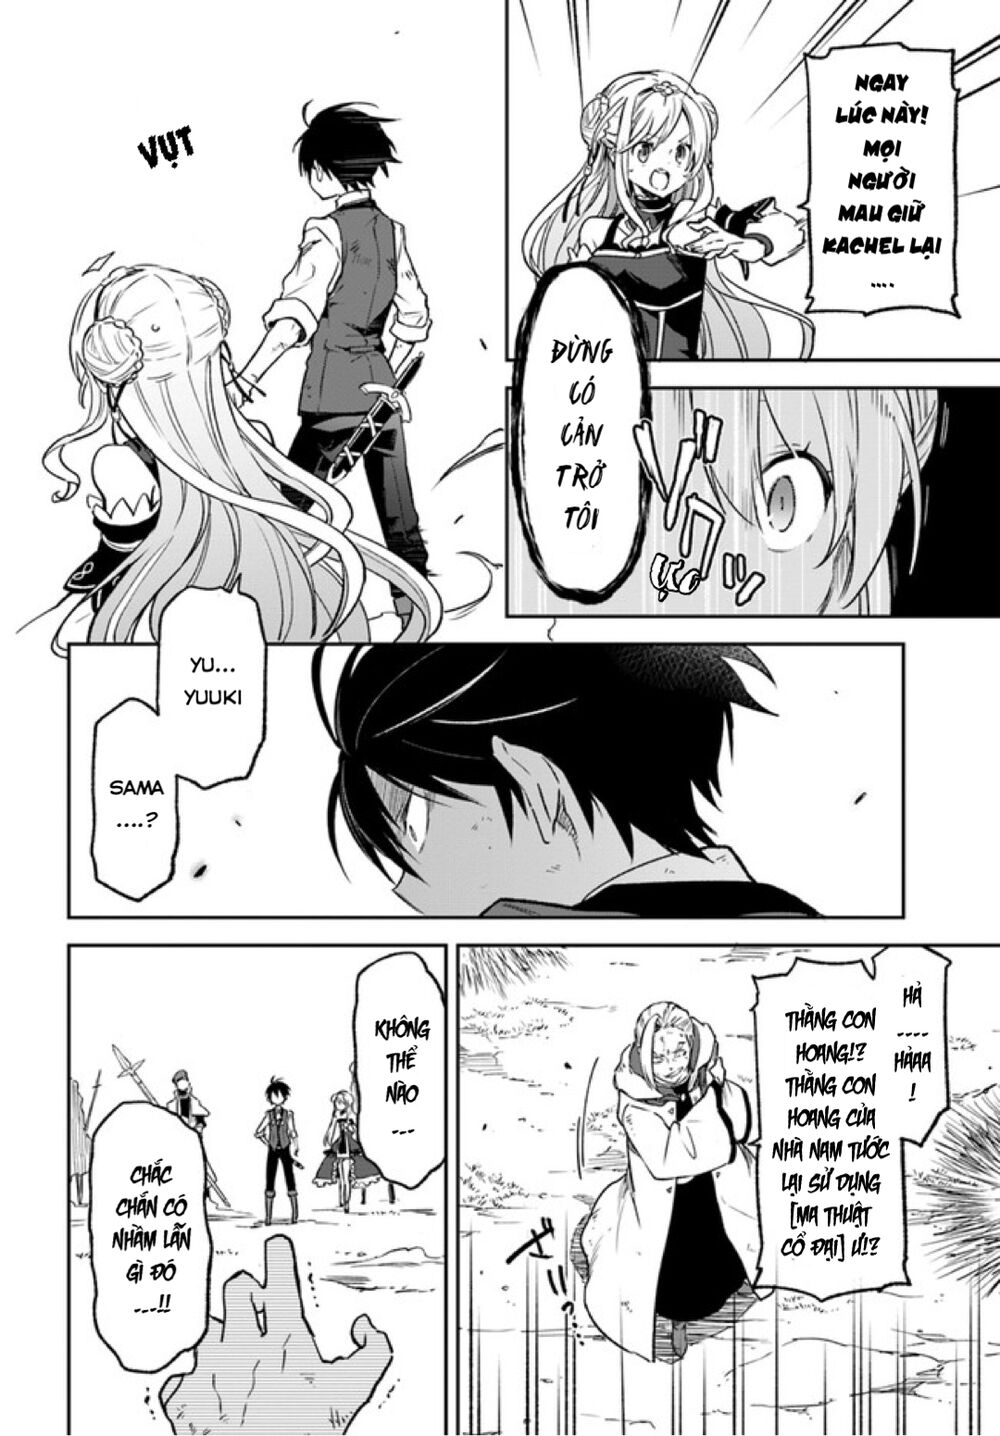 NGAY
LÚC NÀY!
MỌI
NGƯỜI
MAU GIỮ
KACHEL LẠI
....
VỤT
ĐỪNG
CÓ
CẢN
TRỞ
TÔI
ỰC
YU...
YUUKI
SAMA
....?
HẢ
....
HẢAA
!
THẰNG CON
HOANG!?
THẰNG CON
HOANG CỦA
NHÀ NAM TƯỚC
LẠI SỬ DỤNG
[MA THUẬT
CỔ ĐẠI] Ư!?
KHÔNG
THỂ
NÀO
...
CHẮC
CHẮN CÓ
NHẦM LẪN
GÌ ĐÓ
...!!